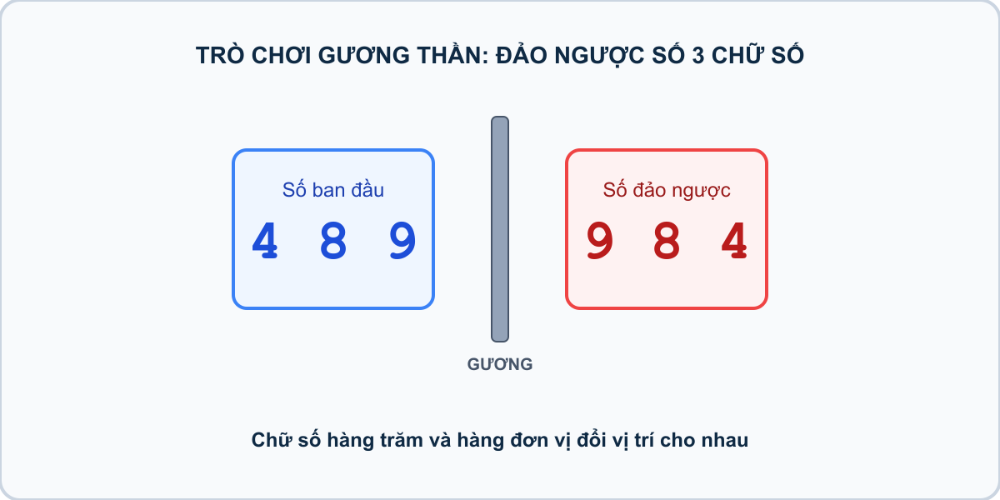 TRÒ CHƠI GƯƠNG THẦN: ĐẢO NGƯỢC SỐ 3 CHỮ SỐ
Số ban đầu
4 8 9
Số đảo ngược
9 8 4
GƯƠNG
Chữ số hàng trăm và hàng đơn vị đổi vị trí cho nhau